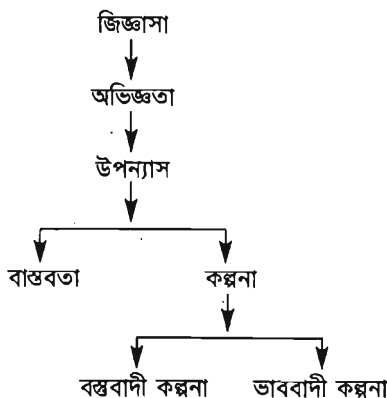 জিজ্ঞাসা
অভিজ্ঞতা
উপন্যাস
বাস্তবতা কল্পনা
বস্তুবাদী কল্পনা ভাববাদী কল্পনা